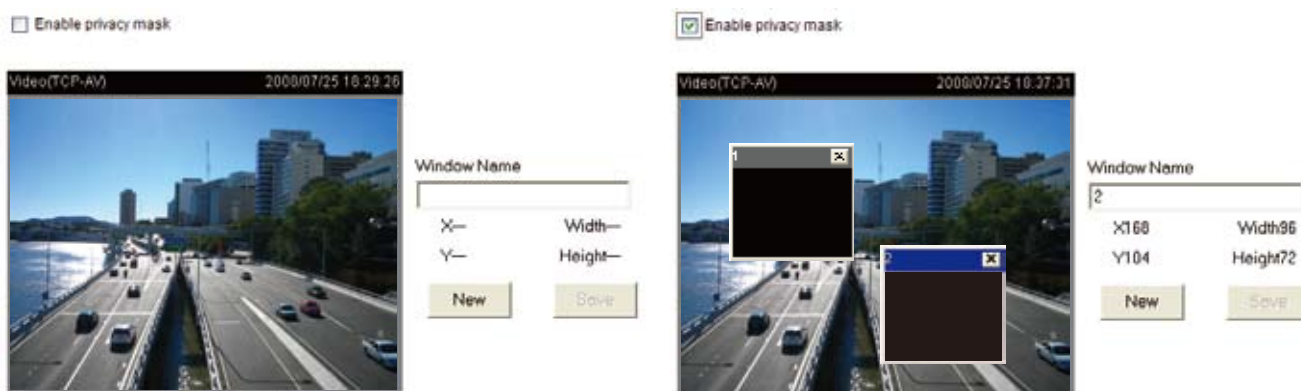 Enable privacy mask
Video(TCP-AV) 2008/07/25 18:29:26
Window Name
X— Width—
Y— Height—
New Save
Enable privacy mask
Video(TCP-AV) 2008/07/25 18:37:31
1
2
Window Name
2
X168 Width96
Y104 Height72
New Save